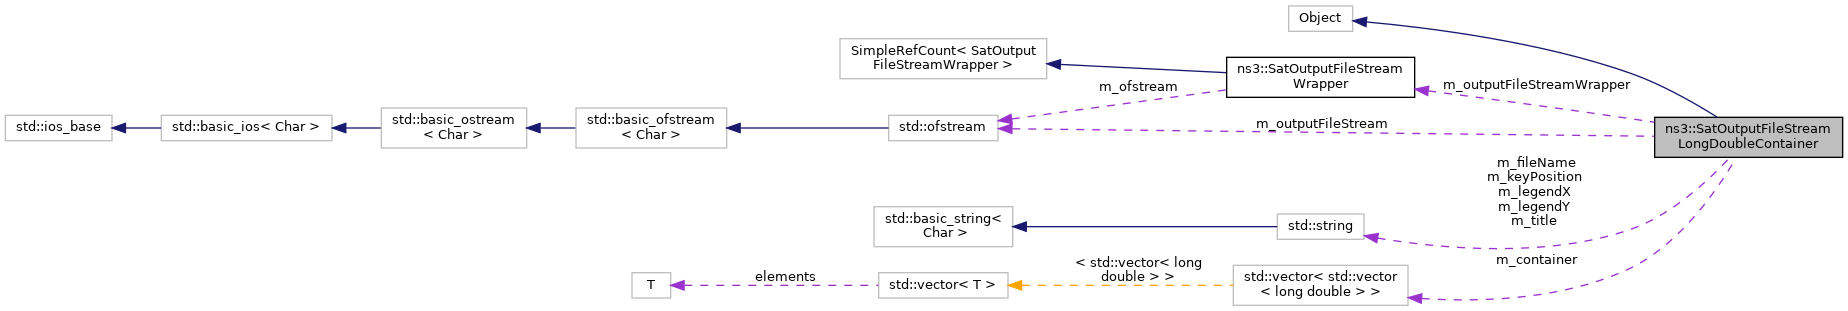 Object
SimpleRefCount< SatOutput
FileStreamWrapper >
ns3::SatOutputFileStream
Wrapper
m_outputFileStreamWrapper
m_ofstream
std::ios_base
std::basic_ios< Char >
std::basic_ostream
< Char >
std::basic_ofstream
< Char >
std::ofstream
m_outputFileStream
ns3::SatOutputFileStream
LongDoubleContainer
m_fileName
m_keyPosition
m_legendX
m_legendY
m_title
std::basic_string<
Char >
std::string
m_container
T
elements
std::vector< T >
< std::vector< long
double > >
std::vector< std::vector
< long double > >